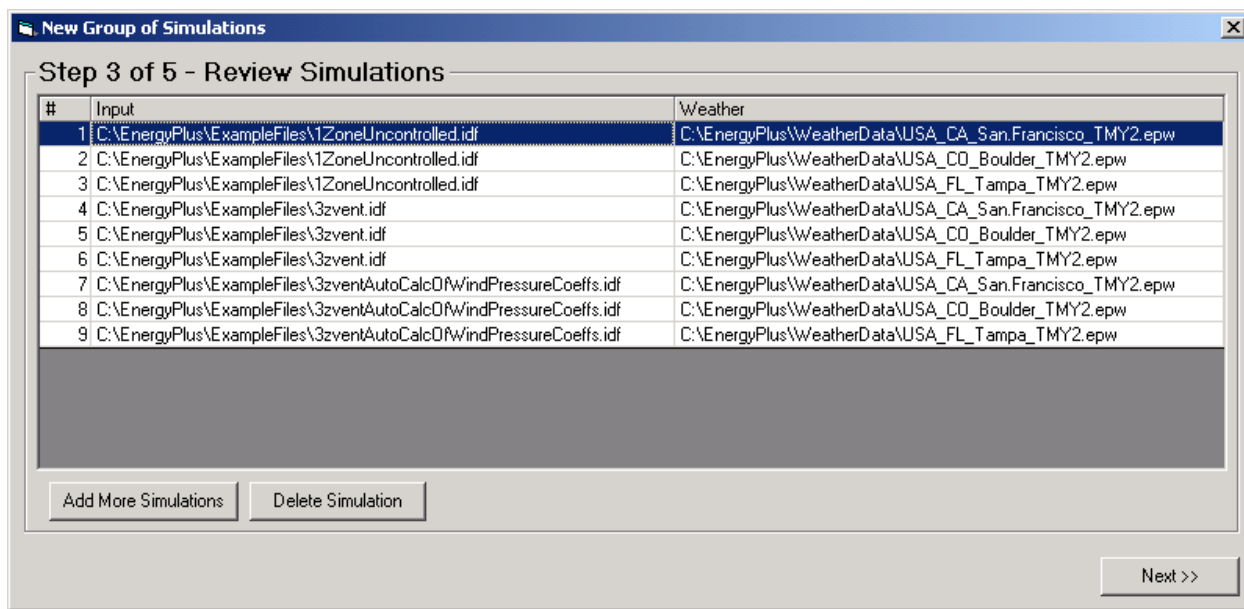 New Group of Simulations
Step 3 of 5 - Review Simulations
# Input Weather
1 C:\EnergyPlus\ExampleFiles\1ZoneUncontrolled.idf C:\EnergyPlus\WeatherData\USA_CA_San.Francisco_TMY2.epw
2 C:\EnergyPlus\ExampleFiles\1ZoneUncontrolled.idf C:\EnergyPlus\WeatherData\USA_CO_Boulder_TMY2.epw
3 C:\EnergyPlus\ExampleFiles\1ZoneUncontrolled.idf C:\EnergyPlus\WeatherData\USA_FL_Tampa_TMY2.epw
4 C:\EnergyPlus\ExampleFiles\3zvent.idf C:\EnergyPlus\WeatherData\USA_CA_San.Francisco_TMY2.epw
5 C:\EnergyPlus\ExampleFiles\3zvent.idf C:\EnergyPlus\WeatherData\USA_CO_Boulder_TMY2.epw
6 C:\EnergyPlus\ExampleFiles\3zvent.idf C:\EnergyPlus\WeatherData\USA_FL_Tampa_TMY2.epw
7 C:\EnergyPlus\ExampleFiles\3zventAutoCalcOfWindPressureCoeffs.idf C:\EnergyPlus\WeatherData\USA_CA_San.Francisco_TMY2.epw
8 C:\EnergyPlus\ExampleFiles\3zventAutoCalcOfWindPressureCoeffs.idf C:\EnergyPlus\WeatherData\USA_CO_Boulder_TMY2.epw
9 C:\EnergyPlus\ExampleFiles\3zventAutoCalcOfWindPressureCoeffs.idf C:\EnergyPlus\WeatherData\USA_FL_Tampa_TMY2.epw
Add More Simulations Delete Simulation
Next >>